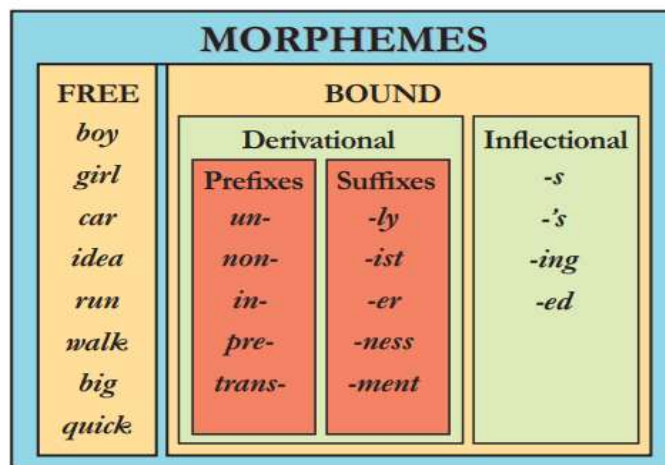 MORPHEMES
FREE
boy
girl
car
idea
run
walk
big
quick
BOUND
Derivational
Prefixes
un-
non-
in-
pre-
trans-
Suffixes
-ly
-ist
-er
-ness
-ment
Inflectional
-s
-'s
-ing
-ed